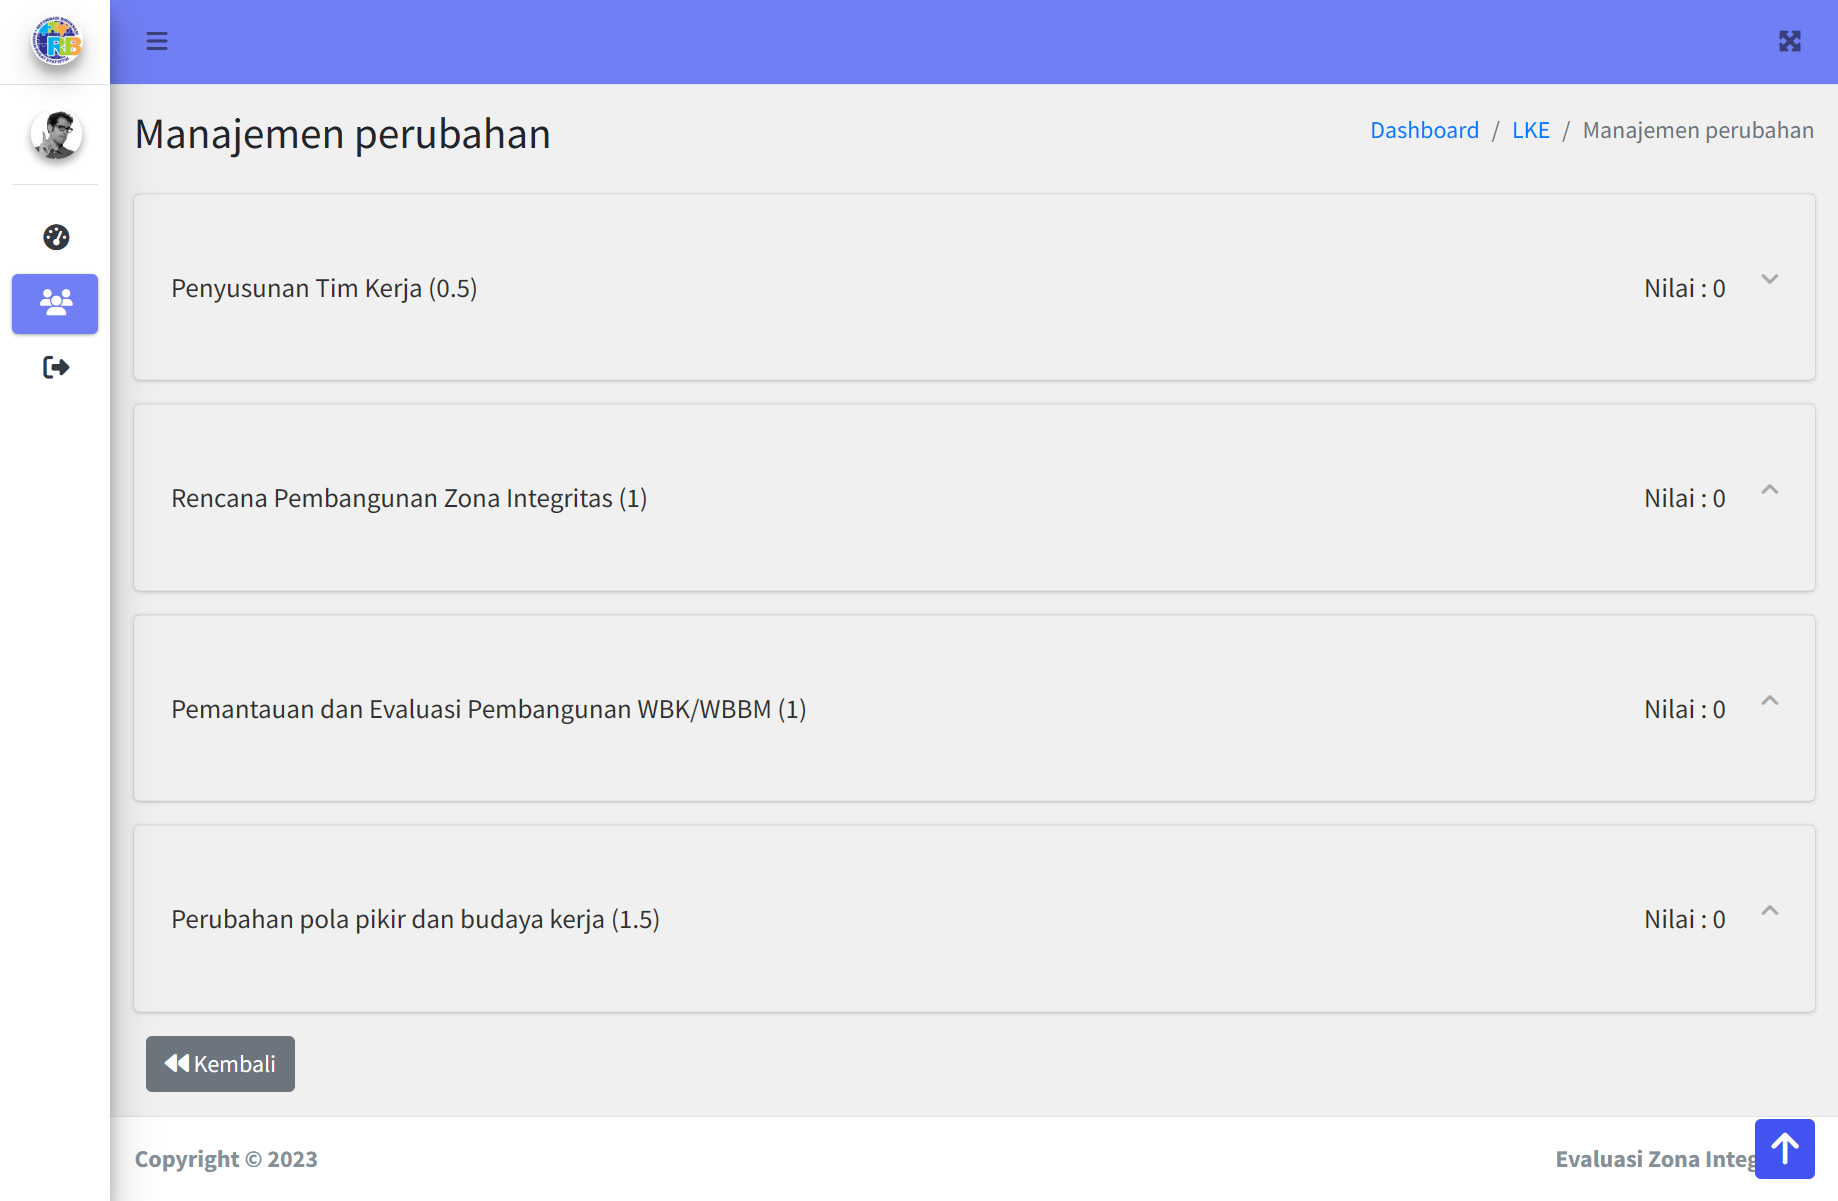 RB
Manajemen perubahan
Dashboard / LKE / Manajemen perubahan
Penyusunan Tim Kerja (0.5)
Nilai : 0
Rencana Pembangunan Zona Integritas (1)
Nilai : 0
Pemantauan dan Evaluasi Pembangunan WBK/WBBM (1)
Nilai : 0
Perubahan pola pikir dan budaya kerja (1.5)
Nilai : 0
Kembali
Copyright © 2023
Evaluasi Zona Integ